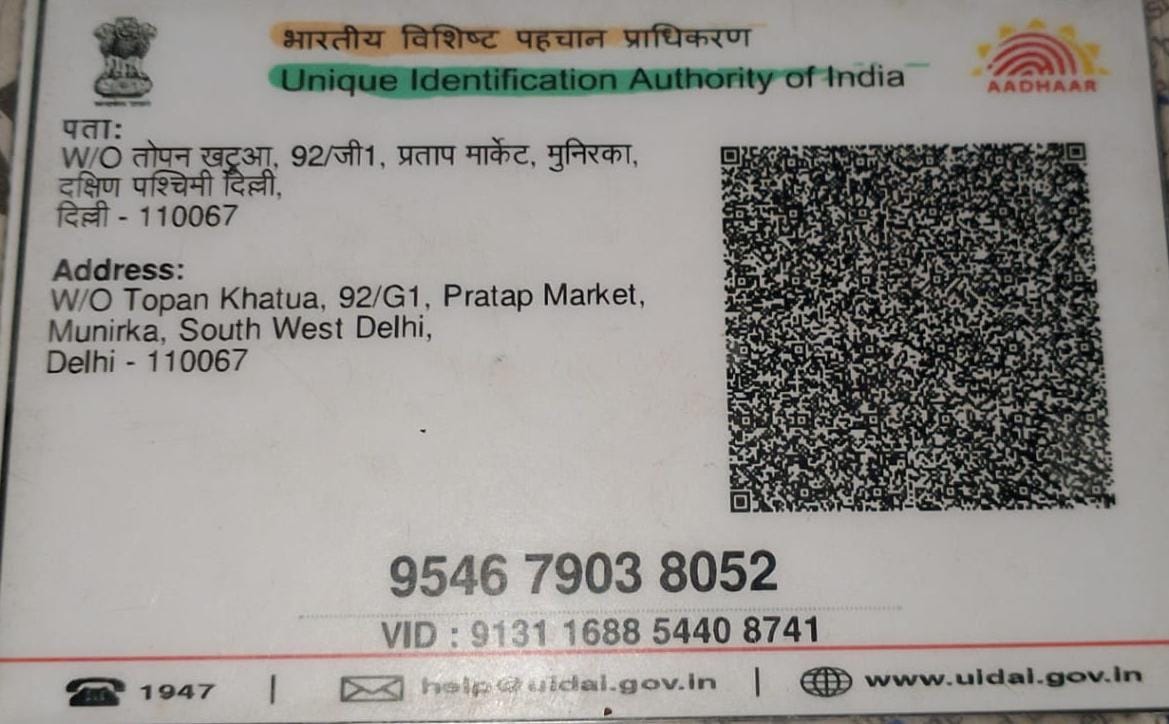 भारतीय विशिष्ट पहचान प्राधिकरण
Unique Identification Authority of India
AADHAAR
पता:
W/O तोपन खटुआ, 92/जी1, प्रताप मार्केट, मुनिरका,
दक्षिण पश्चिमी दिल्ली,
दिल्ली - 110067
Address:
W/O Topan Khatua, 92/G1, Pratap Market,
Munirka, South West Delhi,
Delhi - 110067
9546 7903 8052
VID : 9131 1688 5440 8741
1947 | help@uidai.gov.in | www.uidai.gov.in